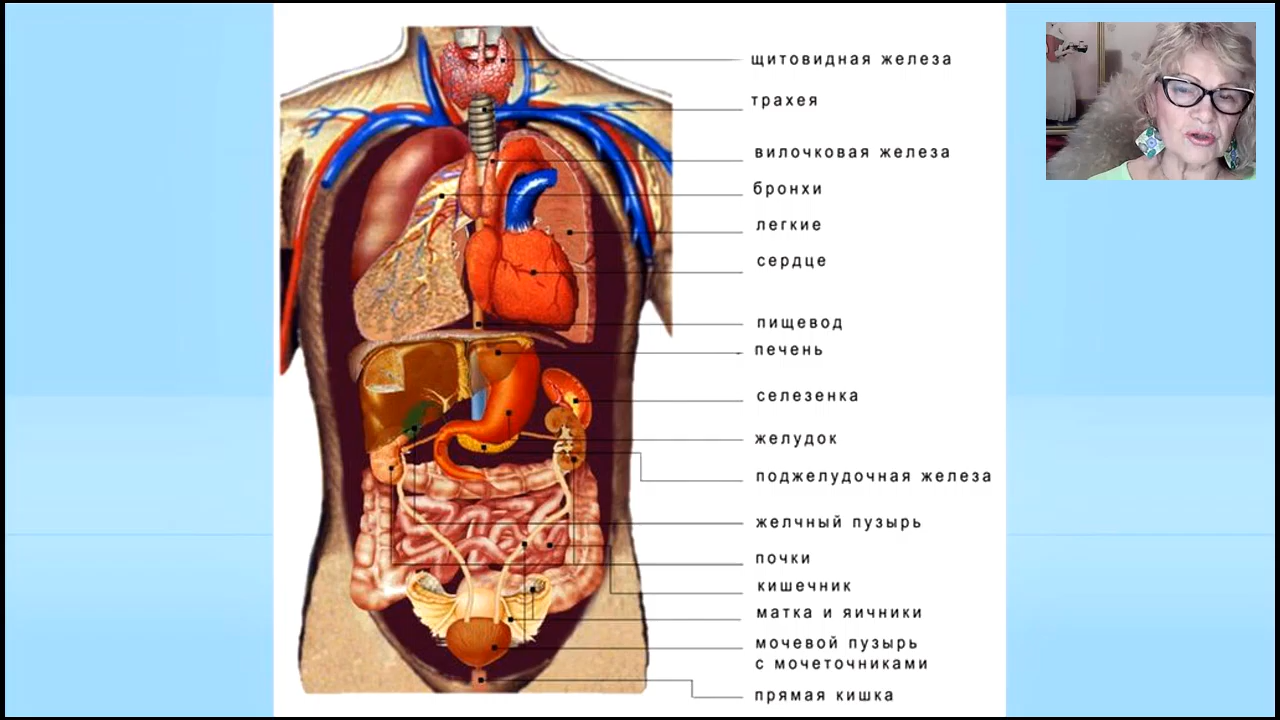 щитовидная железа
трахея
вилочковая железа
бронхи
легкие
сердце
пищевод
печень
селезенка
желудок
поджелудочная железа
желчный пузырь
почки
кишечник
матка и яичники
мочевой пузырь
с мочеточниками
прямая кишка